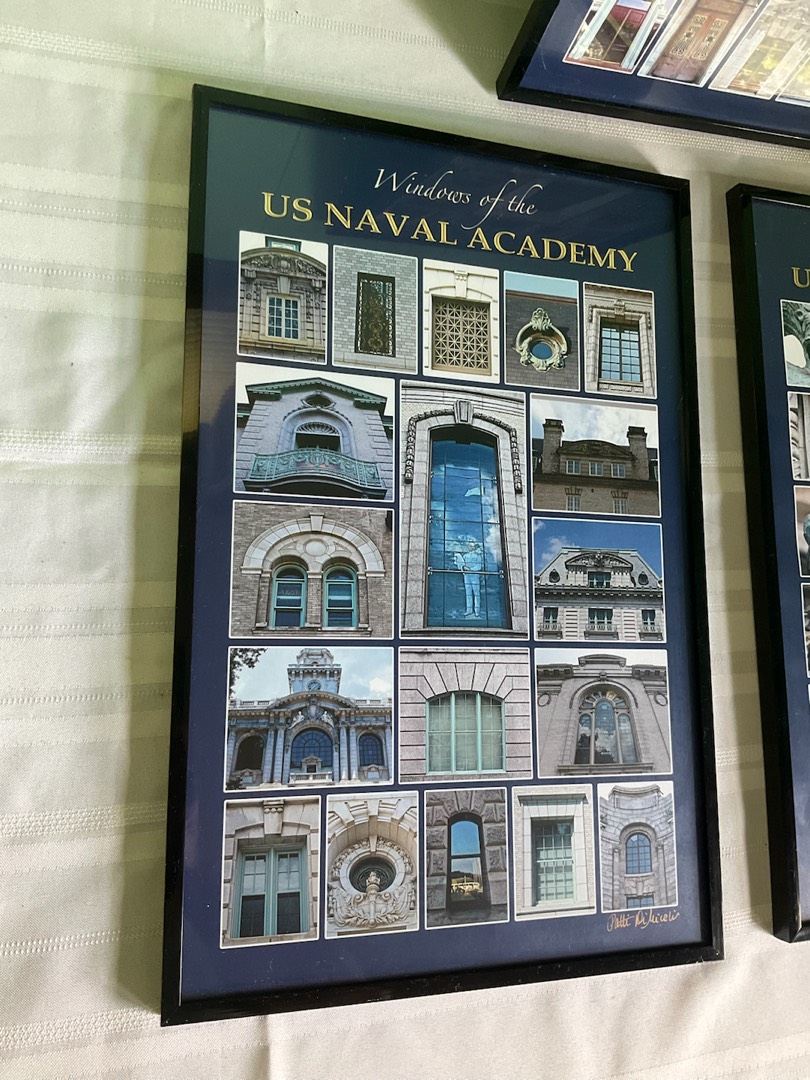 Windows of the
US NAVAL ACADEMY
U